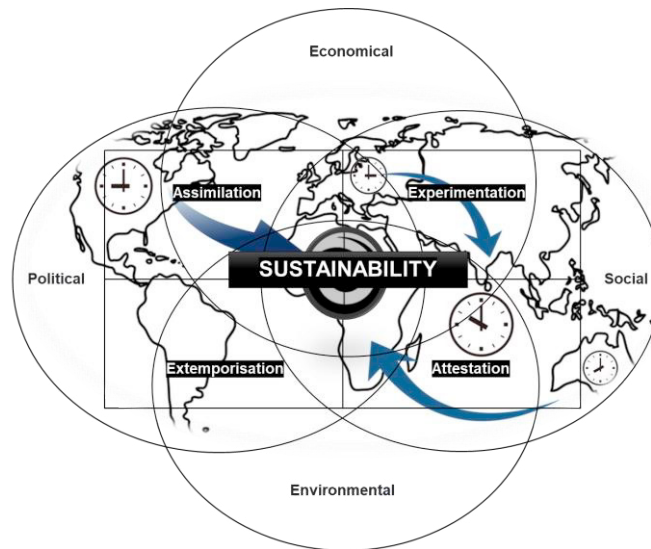 Economical
Assimilation
Experimentation
SUSTAINABILITY
Political
Social
Extemporisation
Attestation
Environmental